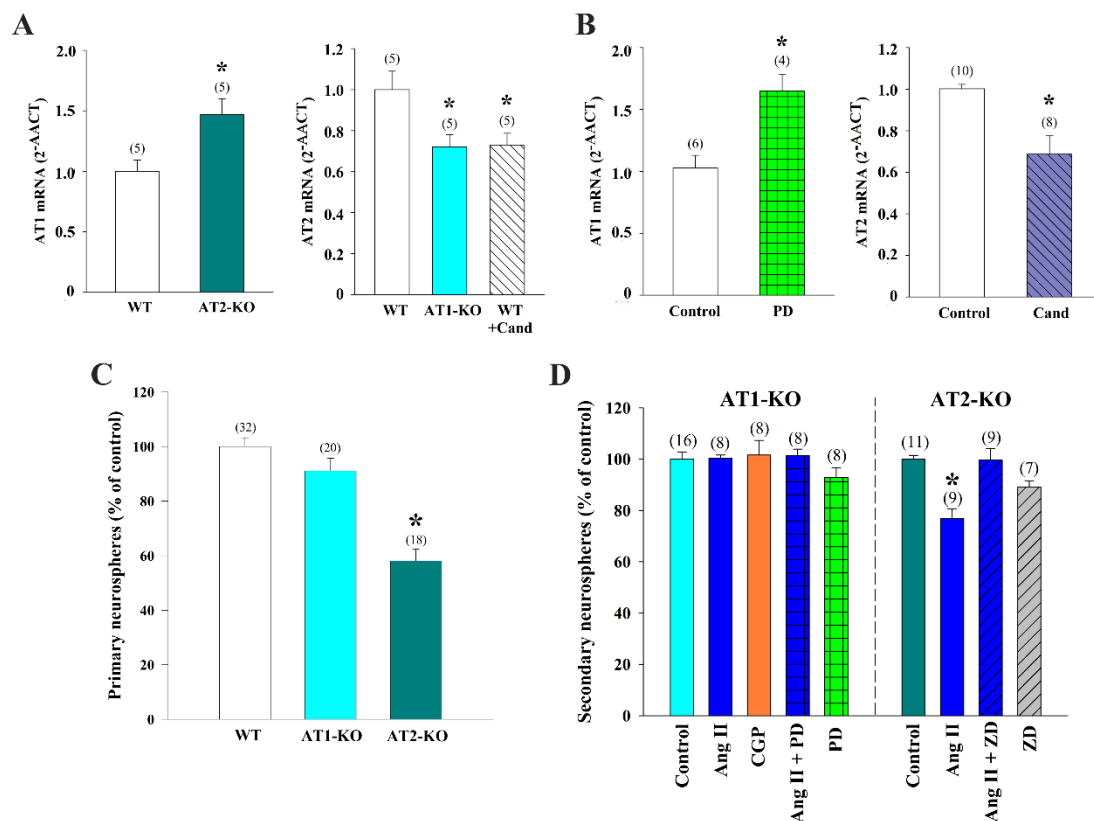 A
AT1 mRNA (2-AACT)
2.0
1.5
1.0
0.5
0
(5)
*
(5)
WT
AT2-KO
AT2 mRNA (2-AACT)
1.2
1.0
0.8
0.6
0.4
0.2
0
(5)
*
(5)
*
(5)
WT
AT1-KO
WT
+Cand
B
AT1 mRNA (2-AACT)
2.0
1.5
1.0
0.5
0
(6)
*
(4)
Control
PD
AT2 mRNA (2-AACT)
1.2
1.0
0.8
0.6
0.4
0
(10)
*
(8)
Control
Cand
C
Primary neurospheres (% of control)
120
100
80
60
40
20
0
(32)
(20)
*
(18)
WT
AT1-KO
AT2-KO
D
Secondary neurospheres (% of control)
120
100
80
60
40
20
0
AT1-KO
(16)
(8)
(8)
(8)
(8)
Control
Ang II
CGP
Ang II + PD
PD
AT2-KO
(11)
*
(9)
(9)
(7)
Control
Ang II
Ang II + ZD
ZD